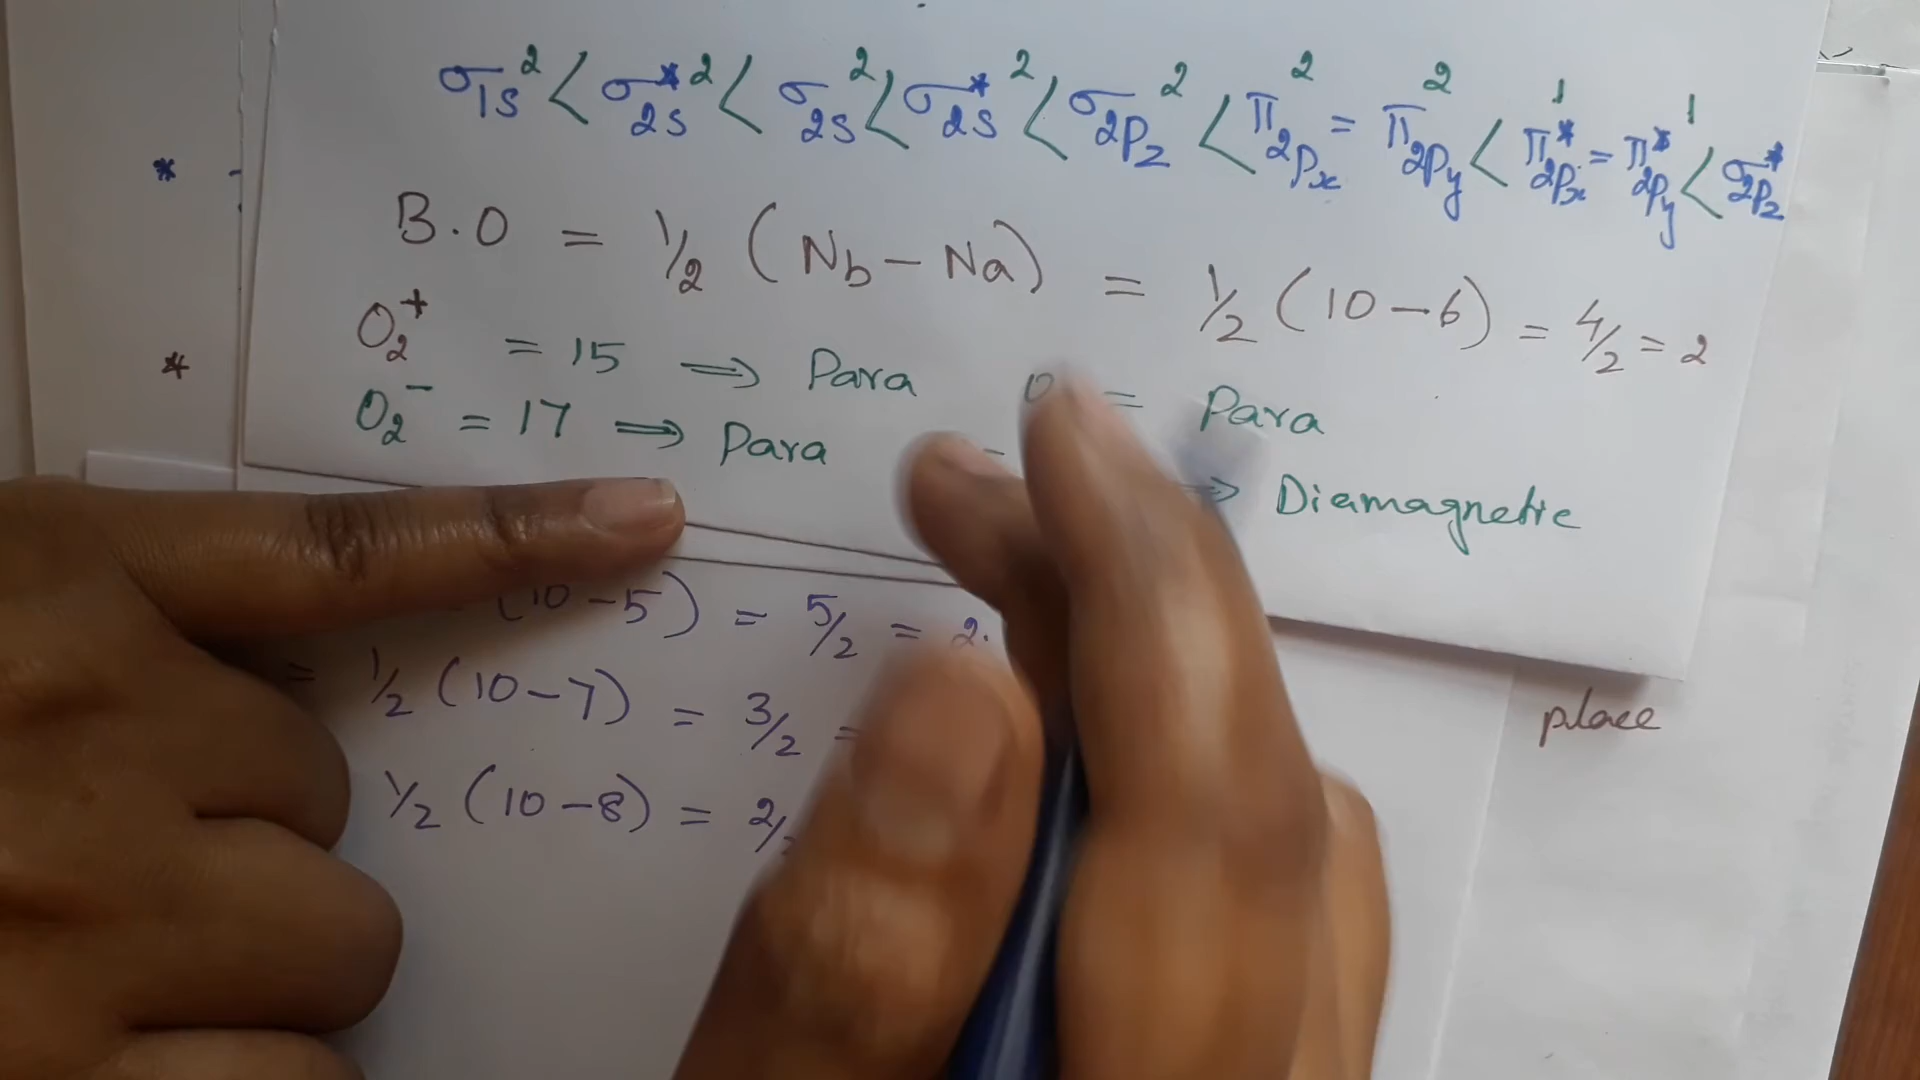 σ1s² < σ*2s² < σ2s² < σ*2s² < σ2pz² < π2px² = π2py² < π*2px¹ = π*2py¹ < σ*2pz
*
B.O = 1/2 (Nb - Na) = 1/2 (10 - 6) = 4/2 = 2
O2⁺ = 15 ⇒ Para
* = Para
O2⁻ = 17 ⇒ Para
⇒ Diamagnetic
(10 - 5) = 5/2 = 2.
= 1/2 (10 - 7) = 3/2 =
place
1/2 (10 - 8) = 2/